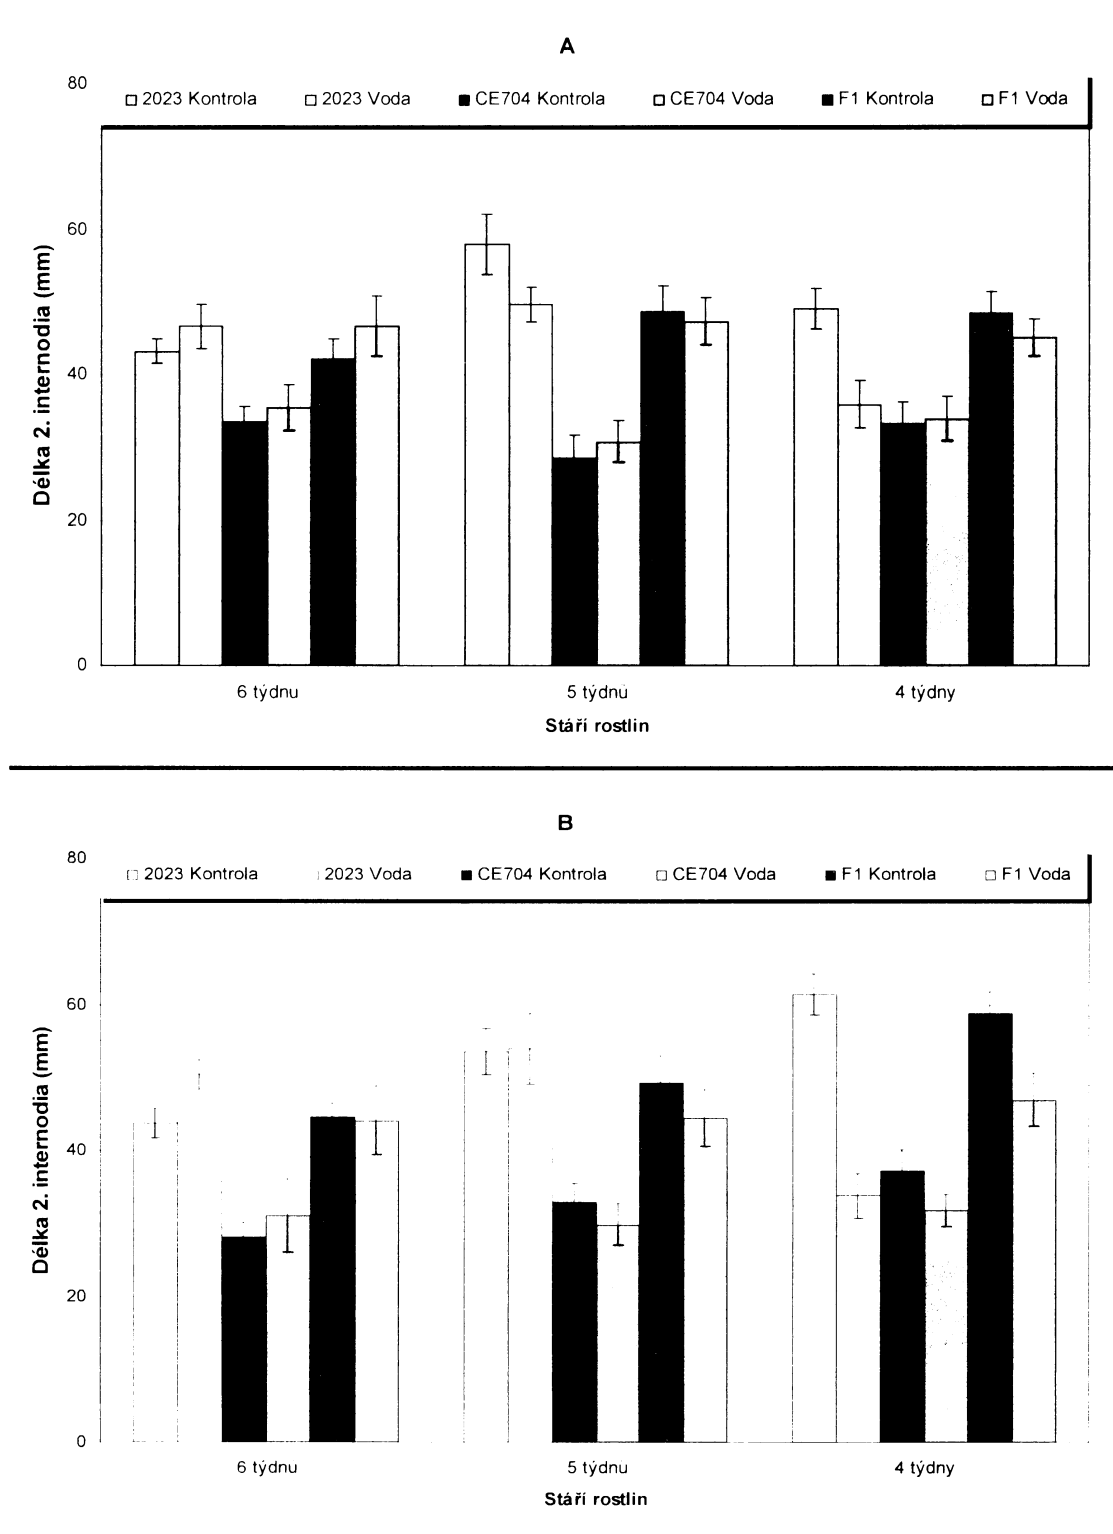 A
80
2023 Kontrola 2023 Voda CE704 Kontrola CE704 Voda F1 Kontrola F1 Voda
60
40
20
0
Délka 2. internodia (mm)
6 týdnu 5 týdnů 4 týdny
Stáří rostlin
B
80
2023 Kontrola 2023 Voda CE704 Kontrola CE704 Voda F1 Kontrola F1 Voda
60
40
20
0
Délka 2. internodia (mm)
6 týdnu 5 týdnu 4 týdny
Stáří rostlin